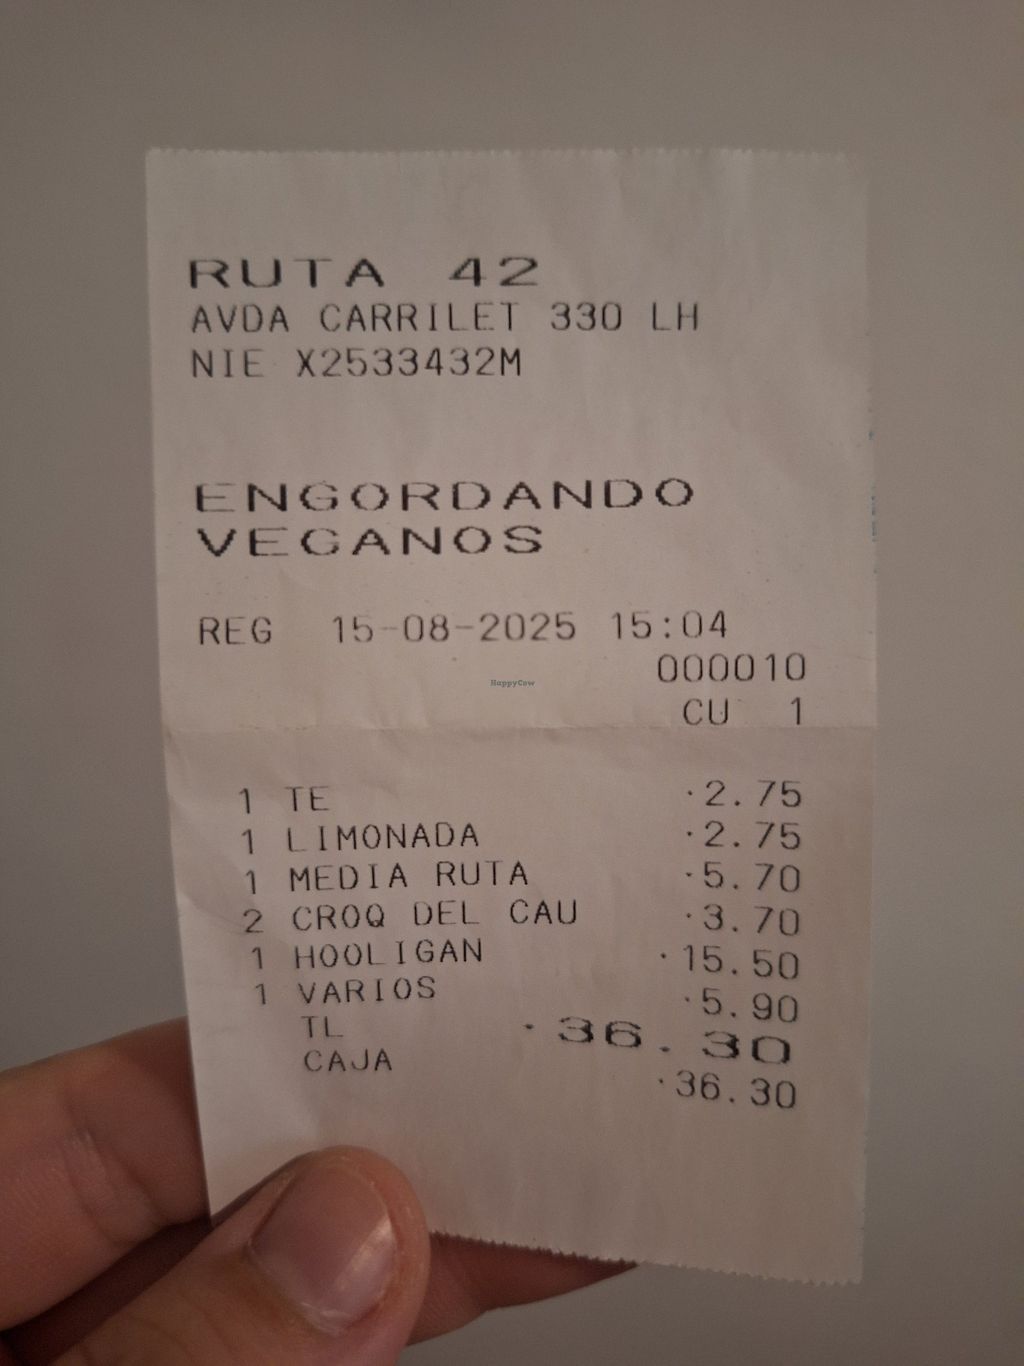 RUTA 42
AVDA CARRILET 330 LH
NIE X2533432M
ENGORDANDO
VEGANOS
REG 15-08-2025 15:04
000010
CU 1
HappyCow
1 TE ·2.75
1 LIMONADA ·2.75
1 MEDIA RUTA ·5.70
2 CROQ DEL CAU ·3.70
1 HOOLIGAN ·15.50
1 VARIOS ·5.90
TL ·36.30
CAJA ·36.30